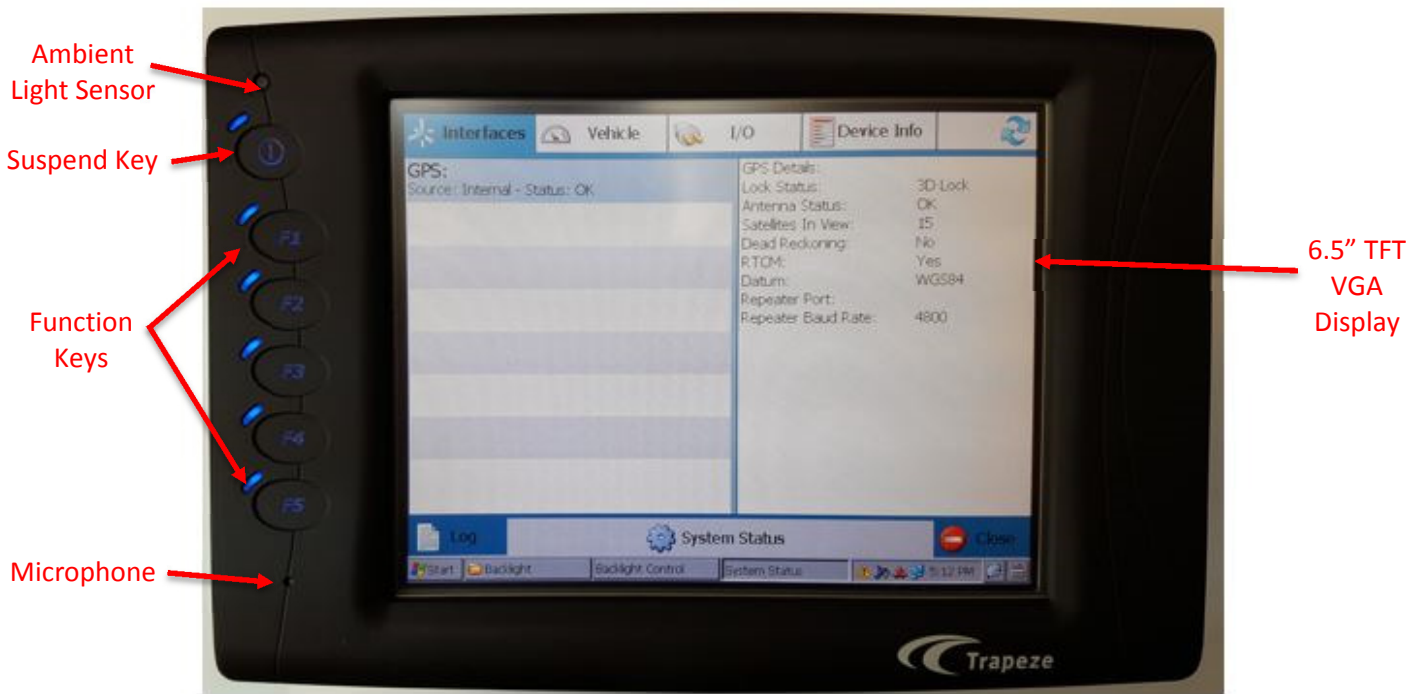 Ambient
Light Sensor
Suspend Key
Function
Keys
Microphone
6.5” TFT
VGA
Display
F1
F2
F3
F4
F5
Interfaces
Vehicle
I/O
Device Info
GPS:
Source: Internal - Status: OK
GPS Details:
Lock Status: 3D Lock
Antenna Status: OK
Satellites In View: 15
Dead Reckoning: No
RTCM: Yes
Datum: WGS84
Repeater Port:
Repeater Baud Rate: 4800
Log
System Status
Close
Start
Backlight
Backlight Control
System Status
5:12 PM
Trapeze